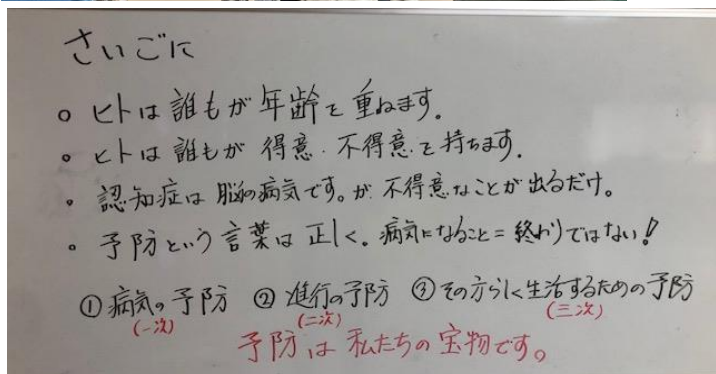 さいごに
○ ヒトは誰もが年齢を重ねます。
○ ヒトは誰もが 得意・不得意を持ちます。
○ 認知症は 脳の病気です。が 不得意なことが出るだけ。
○ 予防という言葉は 正しく。病気になること=終わりではない!
① 病気の予防 ② 進行の予防 ③ その方らしく生活するための予防
(一次) (二次) (三次)
予防は私たちの宝物です。